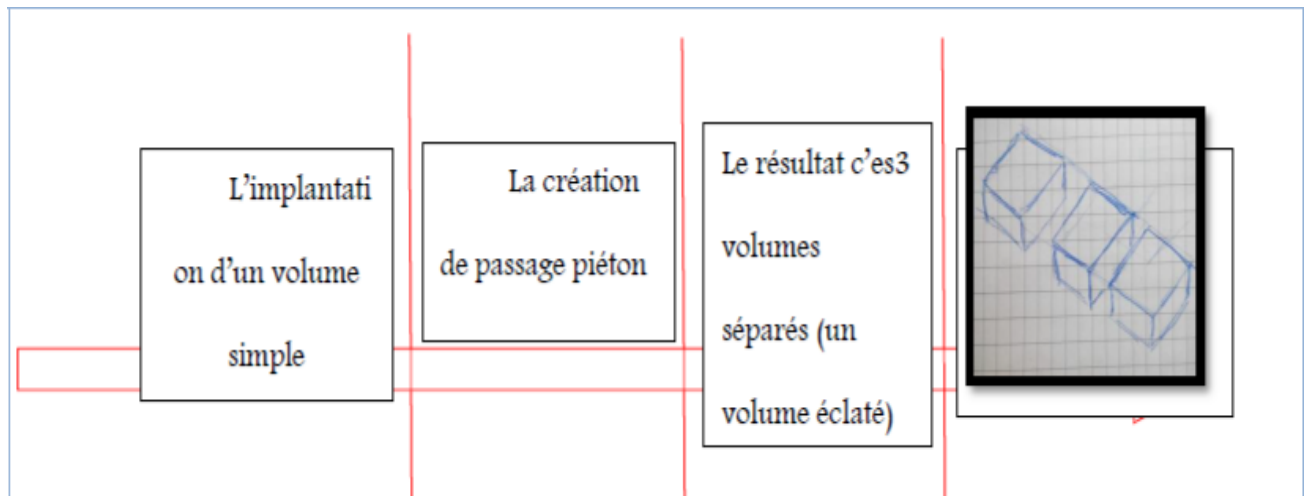 L'implantati
on d'un volume
simple
La création
de passage piéton
Le résultat c'es3
volumes
séparés (un
volume éclaté)